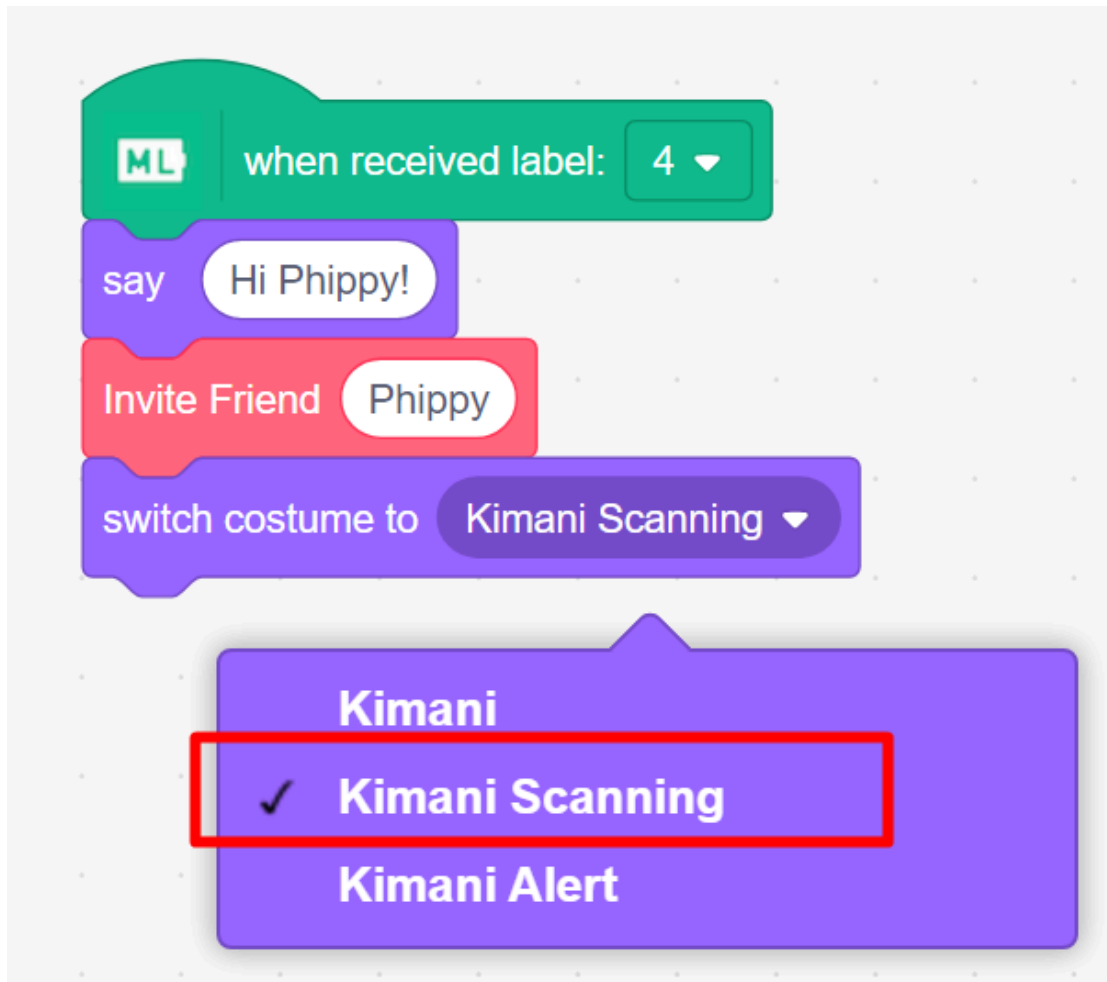 ML when received label: 4
say Hi Phippy!
Invite Friend Phippy
switch costume to Kimani Scanning
Kimani
✓ Kimani Scanning
Kimani Alert